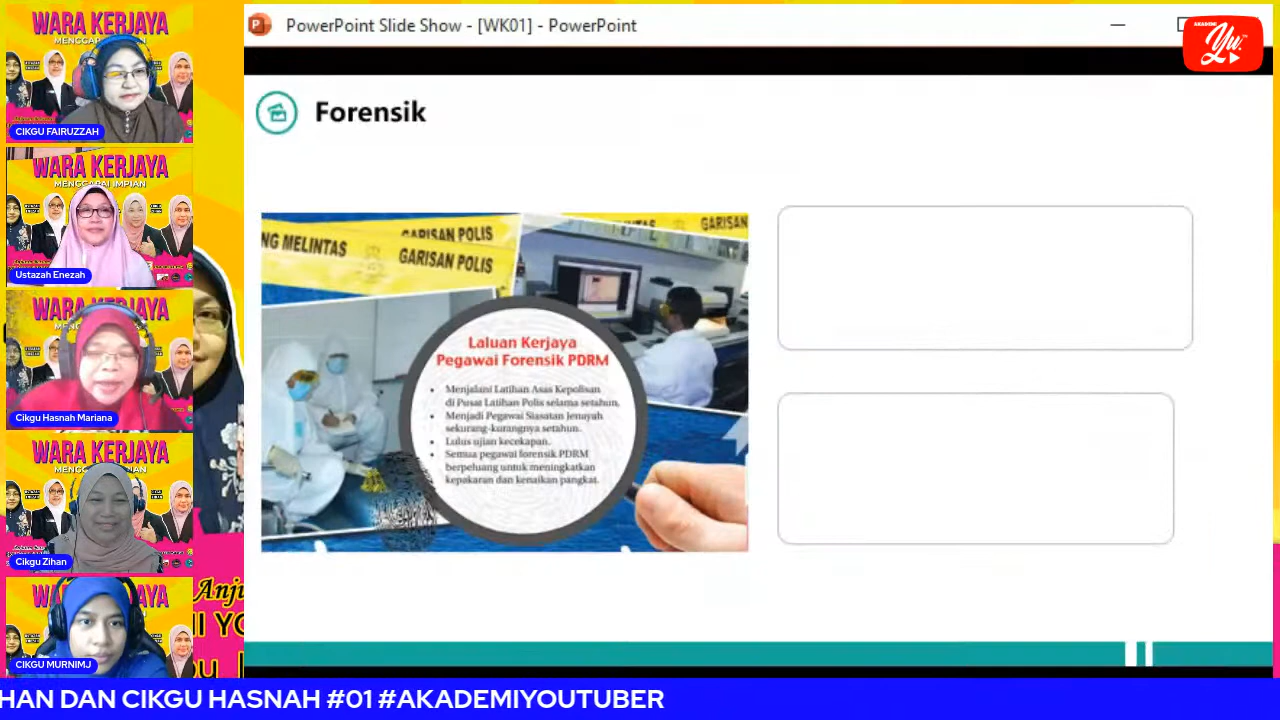 WARA KERJAYA
MENGGAPAI IMPIAN
CIKGU FAIRUZZAH
WARA KERJAYA
MENGGAPAI IMPIAN
Ustazah Enezah
WARA KERJAYA
Cikgu Hasnah Mariana
WARA KERJAYA
Cikgu Zihan
CIKGU MURNIMJ
PowerPoint Slide Show - [WK01] - PowerPoint
AKADEMI
Yu.
Forensik
NG MELINTAS
GARISAN POLIS
GARISAN POLIS
GARISAN
Laluan Kerjaya
Pegawai Forensik PDRM
• Menjalani Latihan Asas Kepolisan
di Pusat Latihan Polis selama setahun.
• Menjadi Pegawai Siasatan Jenayah
sekurang-kurangnya setahun.
• Lulus ujian kecekapan.
• Semua pegawai forensik PDRM
berpeluang untuk meningkatkan
kepakaran dan kenaikan pangkat.
HAN DAN CIKGU HASNAH #01 #AKADEMIYOUTUBER